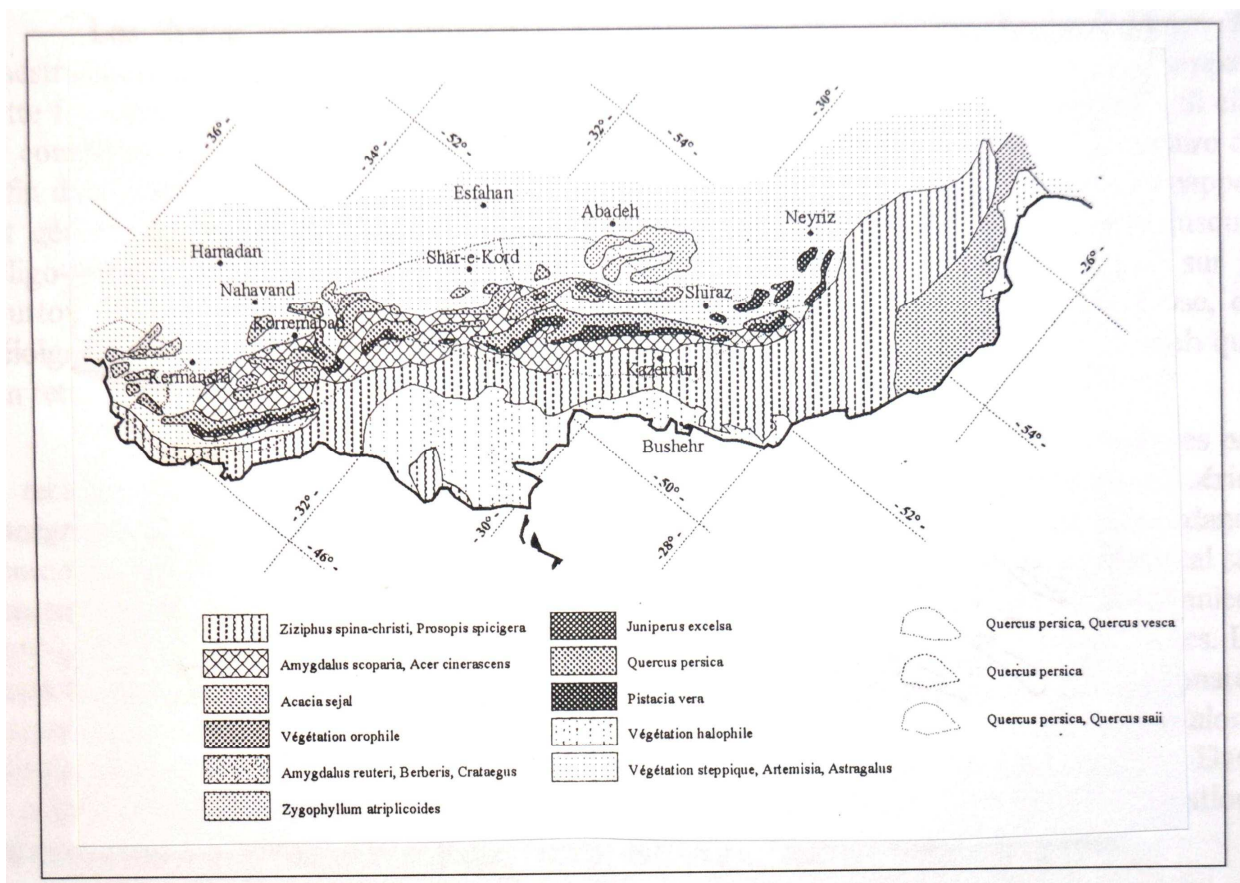 -36°-
-34°-
-52°-
-32°-
-54°-
-30°-
Esfahan
Abadeh
Neyriz
Hamadan
Shar-e-Kord
-26°-
Nahavand
Shiraz
Korremabad
Kermansha
Kazeroun
Bushehr
-54°-
-32°-
-46°-
-30°-
-50°-
-28°-
-52°-
Ziziphus spina-christi, Prosopis spicigera
Amygdalus scoparia, Acer cinerascens
Acacia sejal
Végétation orophile
Amygdalus reuteri, Berberis, Crataegus
Zygophyllum atriplicoides
Juniperus excelsa
Quercus persica
Pistacia vera
Végétation halophile
Végétation steppique, Artemisia, Astragalus
Quercus persica, Quercus vesca
Quercus persica
Quercus persica, Quercus saii